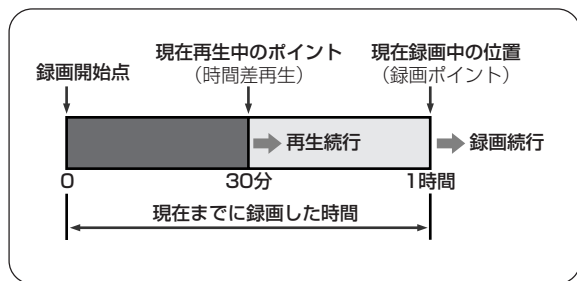 録画開始点
現在再生中のポイント
（時間差再生）
現在録画中の位置
（録画ポイント）
再生続行
録画続行
0
30分
1時間
現在までに録画した時間